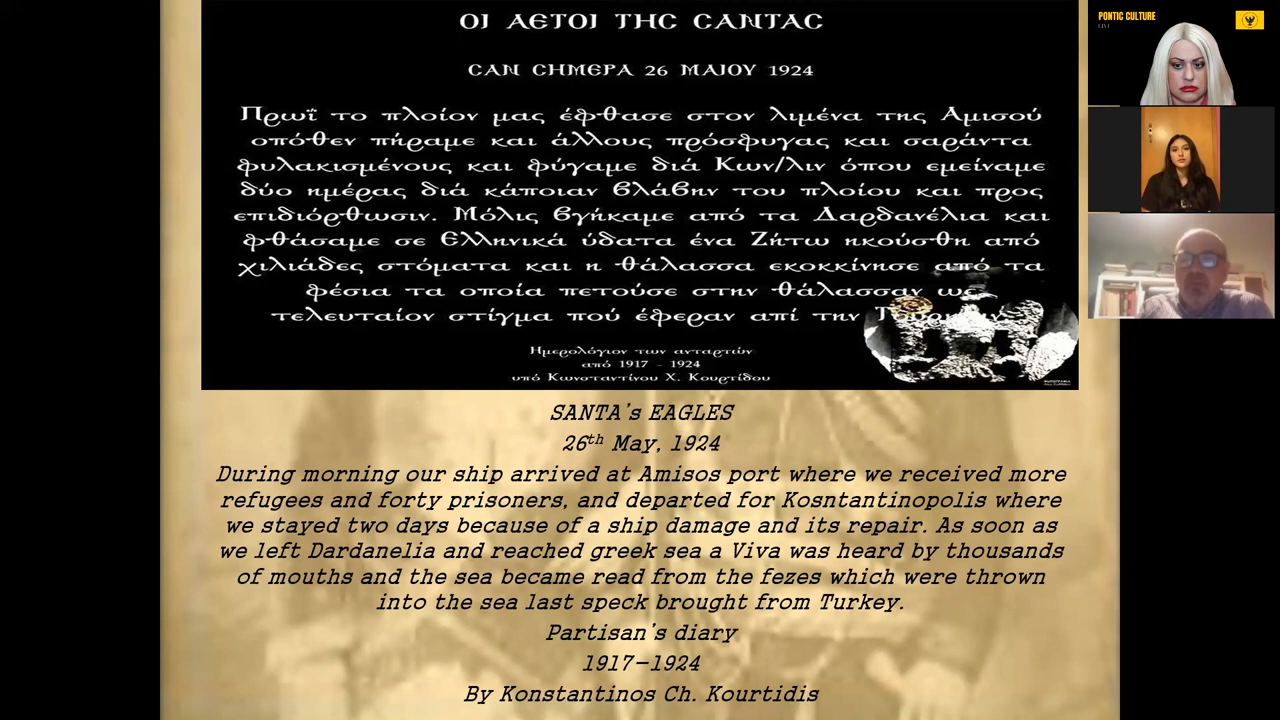 ΟΙ ΑΕΤΟΙ ΤΗΣ ΣΑΝΤΑΣ
ΣΑΝ ΣΗΜΕΡΑ 26 ΜΑΙΟΥ 1924
Πρωΐ το πλοίον μας έφθασε στον λιμένα της Αμισού
οπόθεν πήραμε και άλλους πρόσφυγας και σαράντα
φυλακισμένους και φύγαμε διά Κων/λιν όπου εμείναμε
δύο ημέρας διά κάποιαν βλάβην του πλοίου και προς
επιδιόρθωσιν. Μόλις βγήκαμε από τα Δαρδανέλια και
φθάσαμε σε Ελληνικά ύδατα ένα Ζήτω ηκούσθη από
χιλιάδες στόματα και η θάλασσα εκοκκίνησε από τα
φέσια τα οποία πετούσε στην θάλασσαν ως
τελευταίον στίγμα πού έφεραν απί την
Ημερολόγιον των ανταρτών
από 1917 - 1924
υπό Κωνσταντίνου Χ. Κουρτίδου
SANTA's EAGLES
26th May, 1924
During morning our ship arrived at Amisos port where we received more
refugees and forty prisoners, and departed for Kosntantinopolis where
we stayed two days because of a ship damage and its repair. As soon as
we left Dardanelia and reached greek sea a Viva was heard by thousands
of mouths and the sea became read from the fezes which were thrown
into the sea last speck brought from Turkey.
Partisan's diary
1917-1924
By Konstantinos Ch. Kourtidis
PONTIC CULTURE
LIVE